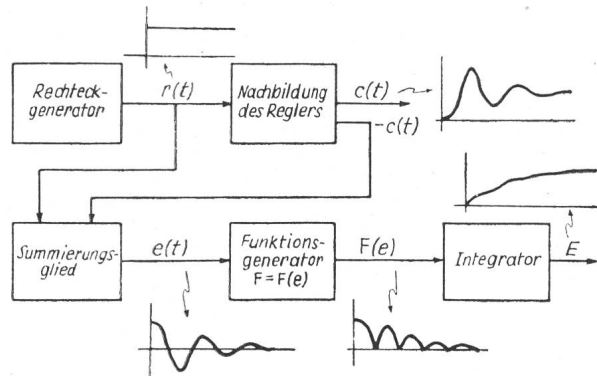 Rechteck-
generator
r(t)
Nachbildung
des Reglers
c(t)
-c(t)
Summierungs-
glied
e(t)
Funktions-
generator
F=F(e)
F(e)
Integrator
E